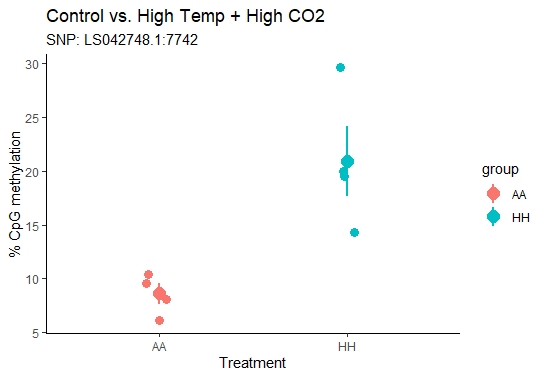 Control vs. High Temp + High CO2
SNP: LS042748.1:7742
30
25
20
15
10
5
% CpG methylation
AA
HH
Treatment
group
AA
HH